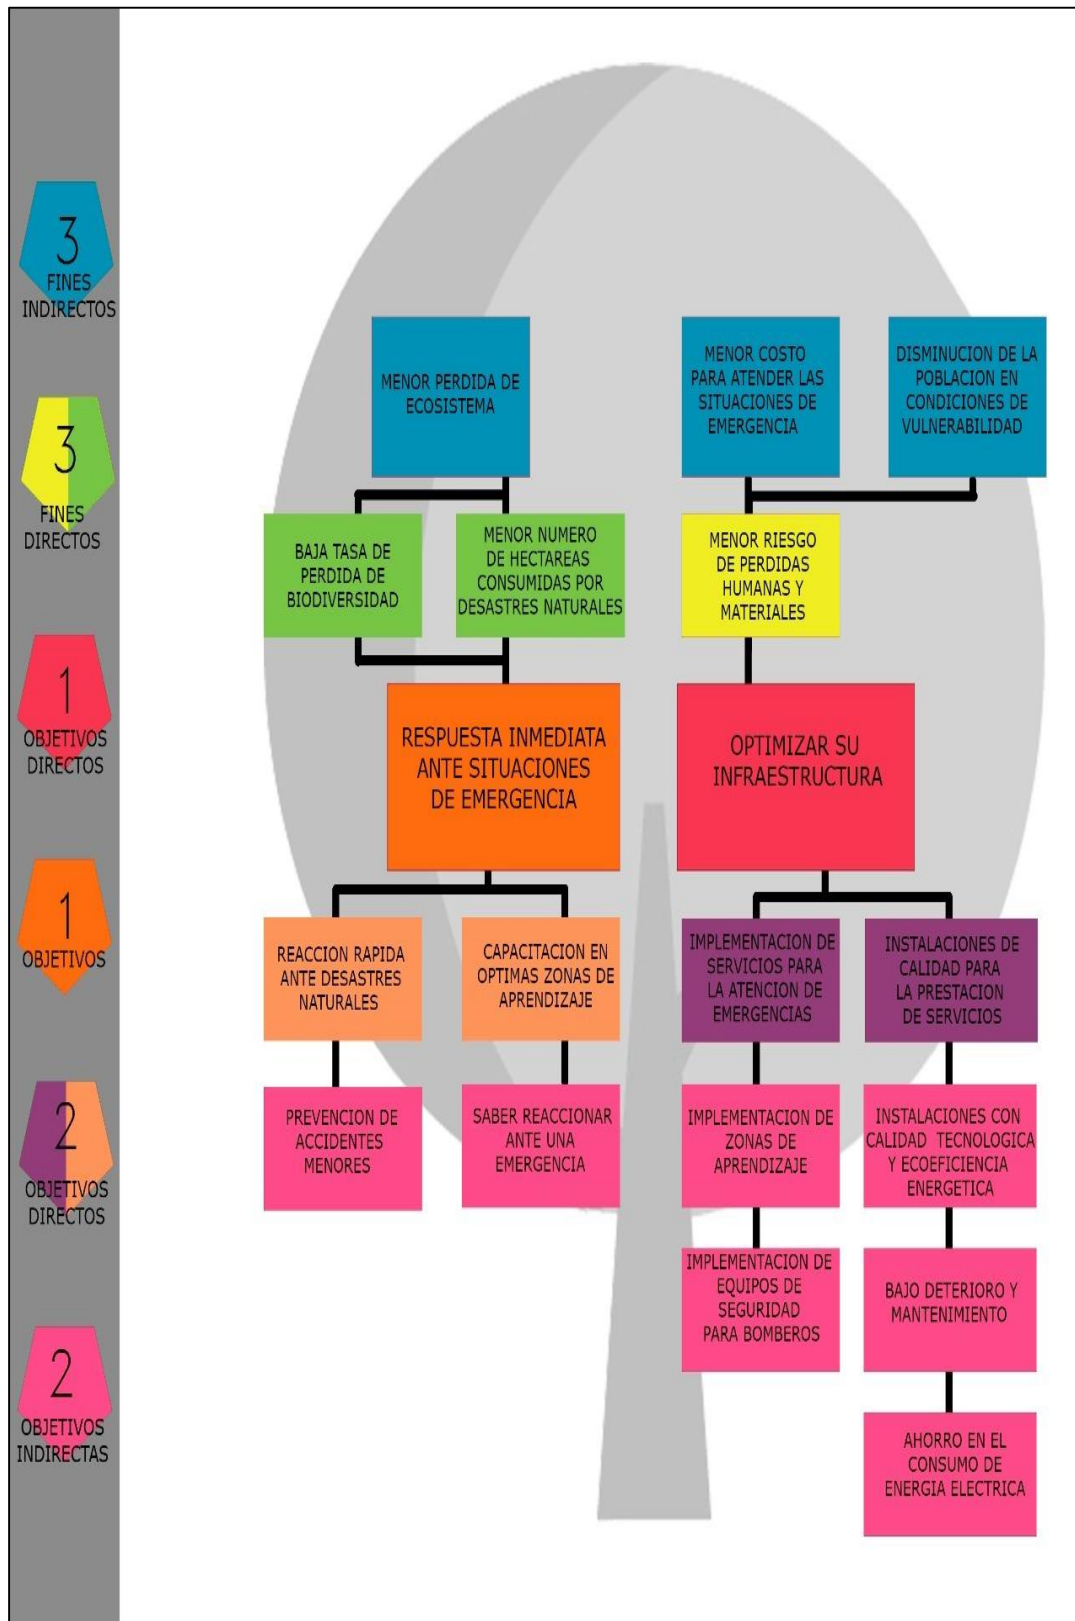 3
FINES
INDIRECTOS
3
FINES
DIRECTOS
1
OBJETIVOS
DIRECTOS
1
OBJETIVOS
2
OBJETIVOS
DIRECTOS
2
OBJETIVOS
INDIRECTAS
MENOR PERDIDA DE
ECOSISTEMA
MENOR COSTO
PARA ATENDER LAS
SITUACIONES DE
EMERGENCIA
DISMINUCION DE LA
POBLACION EN
CONDICIONES DE
VULNERABILIDAD
BAJA TASA DE
PERDIDA DE
BIODIVERSIDAD
MENOR NUMERO
DE HECTAREAS
CONSUMIDAS POR
DESASTRES NATURALES
MENOR RIESGO
DE PERDIDAS
HUMANAS Y
MATERIALES
RESPUESTA INMEDIATA
ANTE SITUACIONES
DE EMERGENCIA
OPTIMIZAR SU
INFRAESTRUCTURA
REACCION RAPIDA
ANTE DESASTRES
NATURALES
CAPACITACION EN
OPTIMAS ZONAS DE
APRENDIZAJE
IMPLEMENTACION DE
SERVICIOS PARA
LA ATENCION DE
EMERGENCIAS
INSTALACIONES DE
CALIDAD PARA
LA PRESTACION
DE SERVICIOS
PREVENCION DE
ACCIDENTES
MENORES
SABER REACCIONAR
ANTE UNA
EMERGENCIA
IMPLEMENTACION DE
ZONAS DE
APRENDIZAJE
INSTALACIONES CON
CALIDAD TECNOLOGICA
Y ECOEFICIENCIA
ENERGETICA
IMPLEMENTACION DE
EQUIPOS DE
SEGURIDAD
PARA BOMBEROS
BAJO DETERIORO Y
MANTENIMIENTO
AHORRO EN EL
CONSUMO DE
ENERGIA ELECTRICA